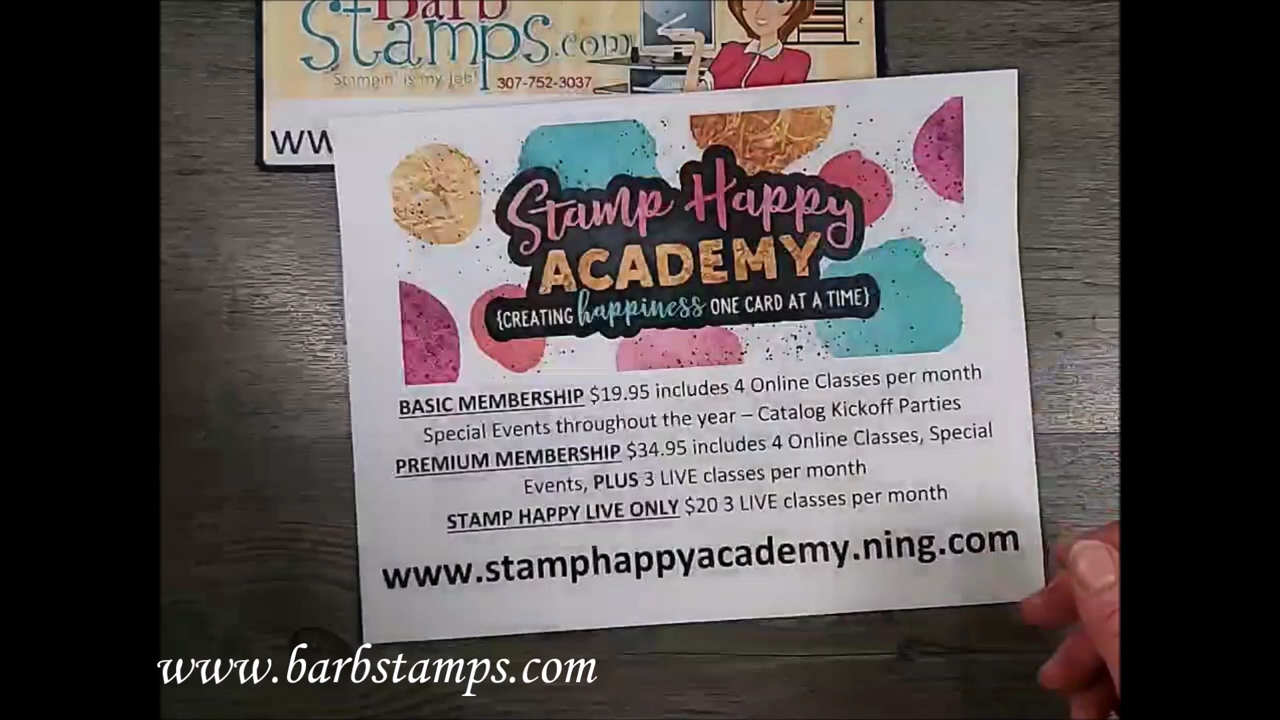 Barb
Stamps.com
Stampin' is my job!
307-752-3037
ww
Stamp Happy
ACADEMY
{CREATING happiness ONE CARD AT A TIME}
BASIC MEMBERSHIP $19.95 includes 4 Online Classes per month
Special Events throughout the year – Catalog Kickoff Parties
PREMIUM MEMBERSHIP $34.95 includes 4 Online Classes, Special
Events, PLUS 3 LIVE classes per month
STAMP HAPPY LIVE ONLY $20 3 LIVE classes per month
www.stamphappyacademy.ning.com
www.barbstamps.com